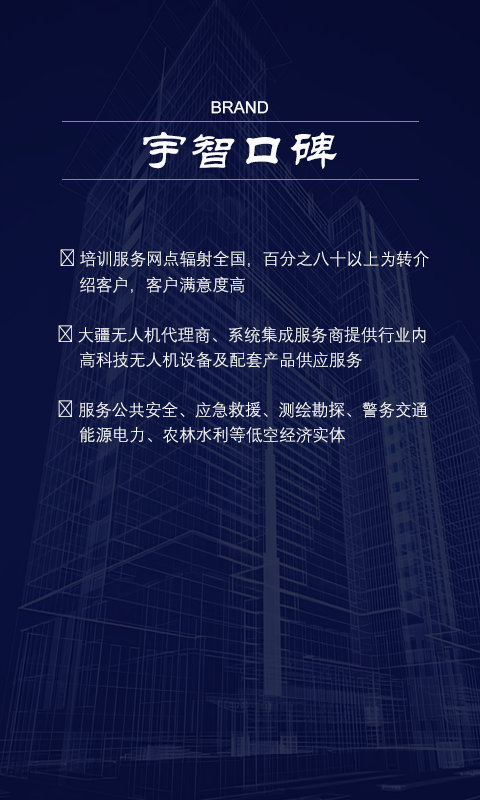 BRAND
宇智口碑
☒ 培训服务网点辐射全国，百分之八十以上为转介
绍客户，客户满意度高
☒ 大疆无人机代理商、系统集成服务商提供行业内
高科技无人机设备及配套产品供应服务
☒ 服务公共安全、应急救援、测绘勘探、警务交通
能源电力、农林水利等低空经济实体